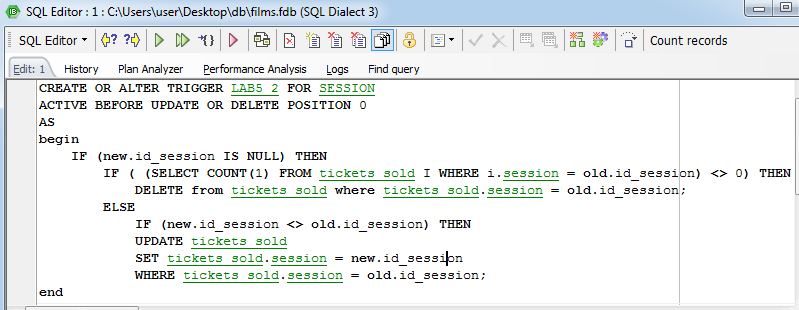 SQL Editor : 1 : C:\Users\user\Desktop\db\films.fdb (SQL Dialect 3)
SQL Editor Count records
Edit: 1 History Plan Analyzer Performance Analysis Logs Find query
CREATE OR ALTER TRIGGER LAB5_2 FOR SESSION
ACTIVE BEFORE UPDATE OR DELETE POSITION 0
AS
begin
IF (new.id_session IS NULL) THEN
IF ( (SELECT COUNT(1) FROM tickets_sold I WHERE i.session = old.id_session) <> 0) THEN
DELETE from tickets_sold where tickets_sold.session = old.id_session;
ELSE
IF (new.id_session <> old.id_session) THEN
UPDATE tickets_sold
SET tickets_sold.session = new.id_session
WHERE tickets_sold.session = old.id_session;
end